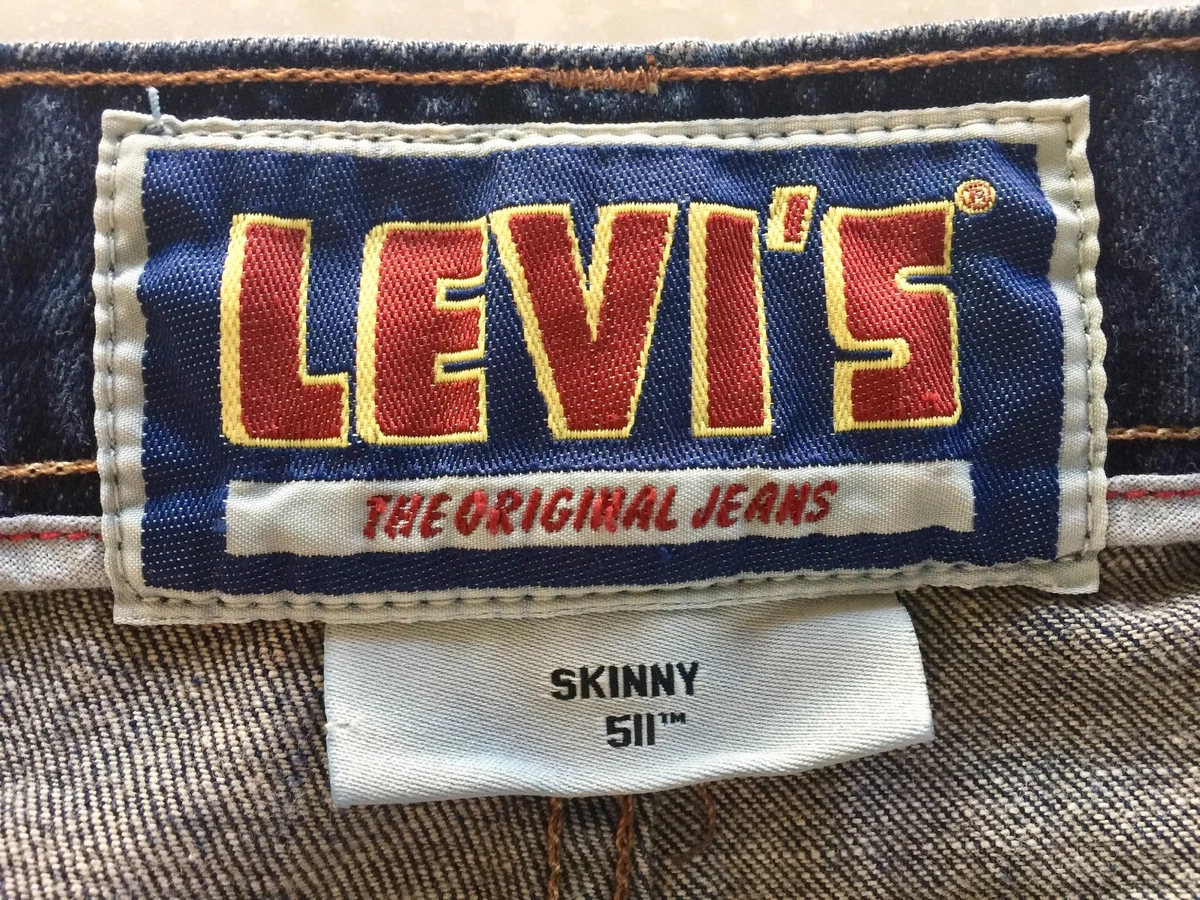 LEVI'S®
THE ORIGINAL JEANS
SKINNY
511™